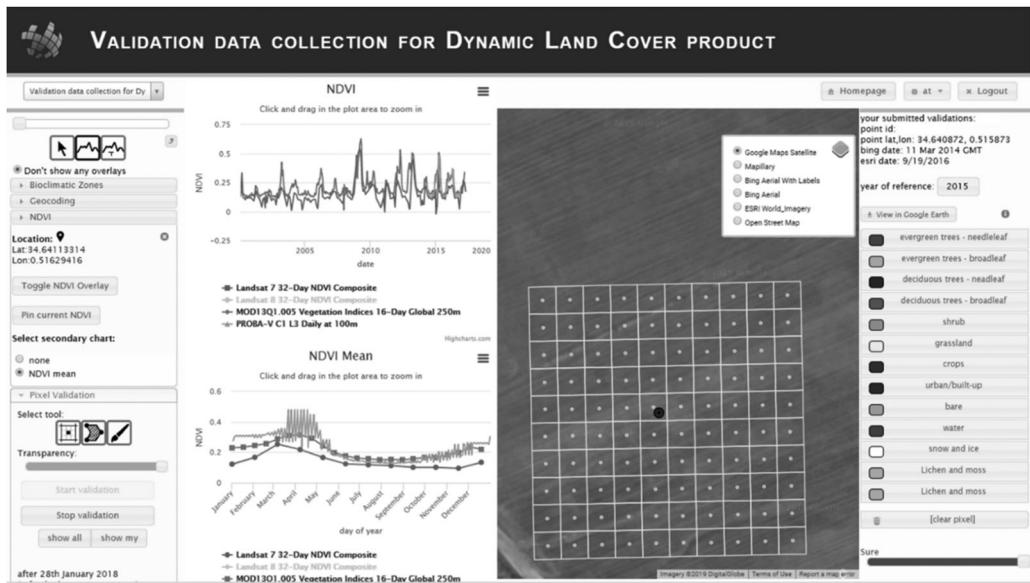 VALIDATION DATA COLLECTION FOR DYNAMIC LAND COVER PRODUCT
Validation data collection for Dy
Homepage
at
Logout
Don't show any overlays
Bioclimatic Zones
Geocoding
NDVI
Location:
Lat:34.64113314
Lon:0.51629416
Toggle NDVI Overlay
Pin current NDVI
Select secondary chart:
none
NDVI mean
Pixel Validation
Select tool:
Transparency:
Start validation
Stop validation
show all
show my
after 28th January 2018
NDVI
Click and drag in the plot area to zoom in
0.75
0.5
0.25
0
-0.25
NDVI
2005
2010
2015
2020
date
Landsat 7 32-Day NDVI Composite
Landsat 8 32-Day NDVI Composite
MOD13Q1.005 Vegetation Indices 16-Day Global 250m
PROBA-V C1 L3 Daily at 100m
Highcharts.com
NDVI Mean
Click and drag in the plot area to zoom in
0.6
0.4
0.2
0
NDVI
January
February
March
April
May
June
July
August
September
October
November
December
day of year
Landsat 7 32-Day NDVI Composite
Landsat 8 32-Day NDVI Composite
MOD13Q1.005 Vegetation Indices 16-Day Global 250m
Google Maps Satellite
Mapillary
Bing Aerial With Labels
Bing Aerial
ESRI World_Imagery
Open Street Map
Imagery ©2019 DigitalGlobe
Terms of Use
Report a map error
your submitted validations:
point id:
point lat,lon: 34.640872, 0.515873
bing date: 11 Mar 2014 GMT
esri date: 9/19/2016
year of reference: 2015
View in Google Earth
evergreen trees - needleleaf
evergreen trees - broadleaf
deciduous trees - neadleaf
deciduous trees - broadleaf
shrub
grassland
crops
urban/built-up
bare
water
snow and ice
Lichen and moss
Lichen and moss
[clear pixel]
Sure